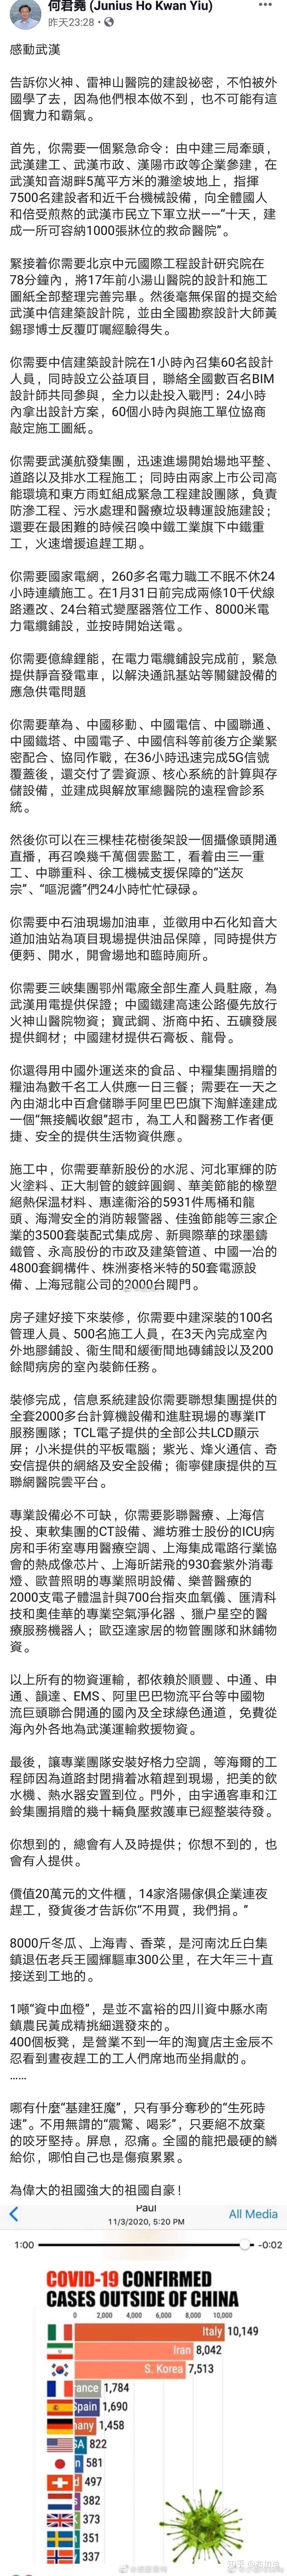 何君堯 (Junius Ho Kwan Yiu)
昨天23:28
感動武漢
告訴你火神、雷神山醫院的建設祕密，不怕被外
國學了去，因為他們根本做不到，也不可能有這
個實力和霸氣。
首先，你需要一個緊急命令：由中建三局牽頭，
武漢建工、武漢市政、漢陽市政等企業參建，在
武漢知音湖畔5萬平方米的灘塗坡地上，指揮
7500名建設者和近千台機械設備，向全體國人
和倍受煎熬的武漢市民立下軍立狀——“十天，建
成一所可容納1000張牀位的救命醫院”。
緊接着你需要北京中元國際工程設計研究院在
78分鐘內，將17年前小湯山醫院的設計和施工
圖紙全部整理完善完畢。然後毫無保留的提交給
武漢中信建築設計院，並由全國勘察設計大師黃
錫璆博士反覆叮囑經驗得失。
你需要中信建築設計院在1小時內召集60名設計
人員，同時設立公益項目，聯絡全國數百名BIM
設計師共同參與，全力以赴投入戰鬥：24小時
內拿出設計方案，60個小時內與施工單位協商
敲定施工圖紙。
你需要武漢航發集團，迅速進場開始場地平整、
道路以及排水工程施工；同時由兩家上市公司高
能環境和東方雨虹組成緊急工程建設團隊，負責
防滲工程、污水處理和醫療垃圾轉運設施建設；
還要在最困難的時候召喚中鐵工業旗下中鐵重
工，火速增援追趕工期。
你需要國家電網，260多名電力職工不眠不休24
小時連續施工。在1月31日前完成兩條10千伏線
路遷改、24台箱式變壓器落位工作、8000米電
力電纜鋪設，並按時開始送電。
你需要億緯鋰能，在電力電纜鋪設完成前，緊急
提供靜音發電車，以解決通訊基站等關鍵設備的
應急供電問題
你需要華為、中國移動、中國電信、中國聯通、
中國鐵塔、中國電子、中國信科等前後方企業緊
密配合、協同作戰，在36小時迅速完成5G信號
覆蓋後，還交付了雲資源、核心系統的計算與存
儲設備，並建成與解放軍總醫院的遠程會診系
統。
然後你可以在三棵桂花樹後架設一個攝像頭開通
直播，再召喚幾千萬個雲監工，看着由三一重
工、中聯重科、徐工機械支援保障的“送灰
宗”、“嘔泥醬”們24小時忙忙碌碌。
你需要中石油現場加油車，並徵用中石化知音大
道加油站為項目現場提供油品保障，同時提供方
便麪、開水，開會場地和臨時廁所。
你需要三峽集團鄂州電廠全部生產人員駐廠，為
武漢用電提供保證；中國鐵建高速公路優先放行
火神山醫院物資；寶武鋼、浙商中拓、五礦發展
提供鋼材；中國建材提供石膏板、龍骨。
你還得用中國外運送來的食品、中糧集團捐贈的
糧油為數千名工人供應一日三餐；需要在一天之
內由湖北中百倉儲聯手阿里巴巴旗下淘鮮達建成
一個“無接觸收銀”超市，為工人和醫務工作者便
捷、安全的提供生活物資供應。
施工中，你需要華新股份的水泥、河北軍輝的防
火塗料、正大制管的鍍鋅圓鋼、華美節能的橡塑
絕熱保温材料、惠達衞浴的5931件馬桶和龍
頭、海灣安全的消防報警器、佳強節能等三家企
業的3500套裝配式集成房、新興際華的球墨鑄
鐵管、永高股份的市政及建築管道、中國一冶的
4800套鋼構件、株洲麥格米特的50套電源設
備、上海冠龍公司的2000台閥門。
房子建好接下來裝修，你需要中建深裝的100名
管理人員、500名施工人員，在3天內完成室內
外地膠鋪設、衞生間和緩衝間地磚鋪設以及200
餘間病房的室內裝飾任務。
裝修完成，信息系統建設你需要聯想集團提供的
全套2000多台計算機設備和進駐現場的專業IT
服務團隊；TCL電子提供的全部公共LCD顯示
屏；小米提供的平板電腦；紫光、烽火通信、奇
安信提供的網絡及安全設備；衞寧健康提供的互
聯網醫院雲平台。
專業設備必不可缺，你需要影聯醫療、上海信
投、東軟集團的CT設備、濰坊雅士股份的ICU病
房和手術室專用醫療空調、上海集成電路行業協
會的熱成像芯片、上海昕諾飛的930套紫外消毒
燈、歐普照明的專業照明設備、樂普醫療的
2000支電子體溫計與700台指夾血氧儀、匯清科
技和奧佳華的專業空氣淨化器 、獵户星空的醫
療服務機器人；歐亞達家居的物管團隊和牀鋪物
資。
以上所有的物資運輸，都依賴於順豐、中通、申
通、韻達、EMS、阿里巴巴物流平台等中國物
流巨頭聯合開通的國內及全球綠色通道，免費從
海內外各地為武漢運輸救援物資。
最後，讓專業團隊安裝好格力空調，等海爾的工
程師因為道路封閉揹着冰箱趕到現場，把美的飲
水機、熱水器安置到位。門外，由宇通客車和江
鈴集團捐贈的幾十輛負壓救護車已經整裝待發。
你想到的，總會有人及時提供；你想不到的，也
會有人提供。
價值20萬元的文件櫃，14家洛陽傢俱企業連夜
趕工，發貨後才告訴你“不用買，我們捐。”
8000斤冬瓜、上海青、香菜，是河南沈丘白集
鎮退伍老兵王國輝驅車300公里，在大年三十直
接送到工地的。
1噸“資中血橙”，是並不富裕的四川資中縣水南
鎮農民黃成精挑細選發來的。
400個板凳，是營業不到一年的淘寶店主金辰不
忍看到晝夜趕工的工人們席地而坐捐獻的。
……
哪有什麼“基建狂魔”，只有爭分奪秒的“生死時
速”。不用無謂的“震驚、喝彩”，只要絕不放棄
的咬牙堅持。屏息，忍痛。全國的龍把最硬的鱗
給你，哪怕自己也是傷痕累累。
為偉大的祖國強大的祖國自豪！
Paul
11/3/2020, 5:20 PM
All Media
1:00
-0:02
COVID-19 CONFIRMED
CASES OUTSIDE OF CHINA
0 2,000 4,000 6,000 8,000 10,000
Italy 10,149
Iran 8,042
S. Korea 7,513
rance 1,784
Spain 1,690
many 1,458
SA 822
n 581
d 497
s 382
373
351
337